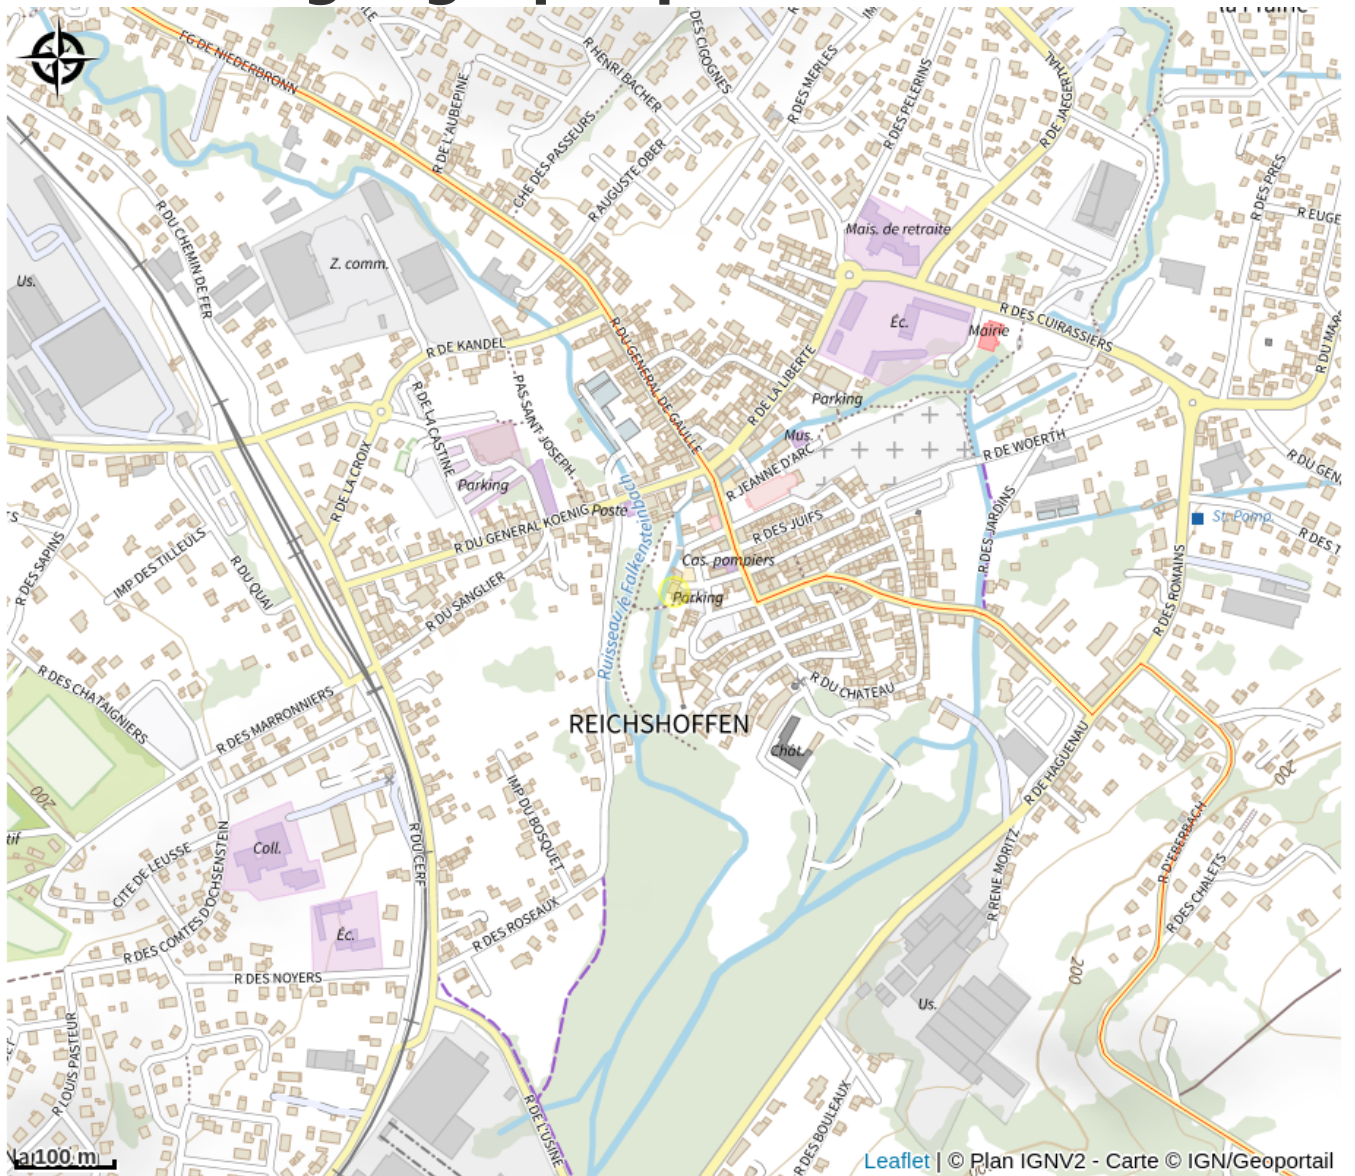 la Prairie
FG DE NIEDERBRONN
R DE L'AUBEPINE
R HENRI BACHER
DES CIGOGNES
R DES MERLES
R DES PELERINS
R DE JAEGERTHAL
CHE DES PASSEURS
R AUGUSTE OBER
R DES PRES
R EUGE
R DU CHEMIN DE FER
Mais. de retraite
Z. comm.
Us.
Éc.
Mairie
R DES CUIRASSIERS
R DU MAR
R DE KANDEL
R DU GENERAL DE GAULLE
R DE LA LIBERTE
PAS SAINT-JOSEPH
R DE LA CASTINE
Parking
Mus.
R DE LA CROIX
R JEANNE D'ARC
R DE WOERTH
R DU GEN
Parking
R DU GENERAL KOENIG
Poste
R DES JUIFS
R DES JARDINS
St. Pomp.
R DES T
R DES SAPINS
IMP DES TILLEULS
R DU QUAI
R DU SANGLIER
Ruisseau le Falkensteinbach
Cas. pompiers
Parking
R DES ROMAINS
R DES CHATAIGNIERS
R DES MARRONNIERS
R DU CHATEAU
REICHSHOFFEN
Chât.
R DE HAGUENAU
200
200
tif
IMP DU BOSQUET
R DU CERF
Coll.
CITE DE LEUSSE
R DES COMTES D'OCHSENSTEIN
R D'EBERBACH
R DES CHALETS
R RENE MORITZ
Éc.
R DES ROSEAUX
R DES NOYERS
200
Us.
R LOUIS PASTEUR
R DE L'USINE
R DES BOULEAUX
100 m
Leaflet | © Plan IGNV2 - Carte © IGN/Geoportail